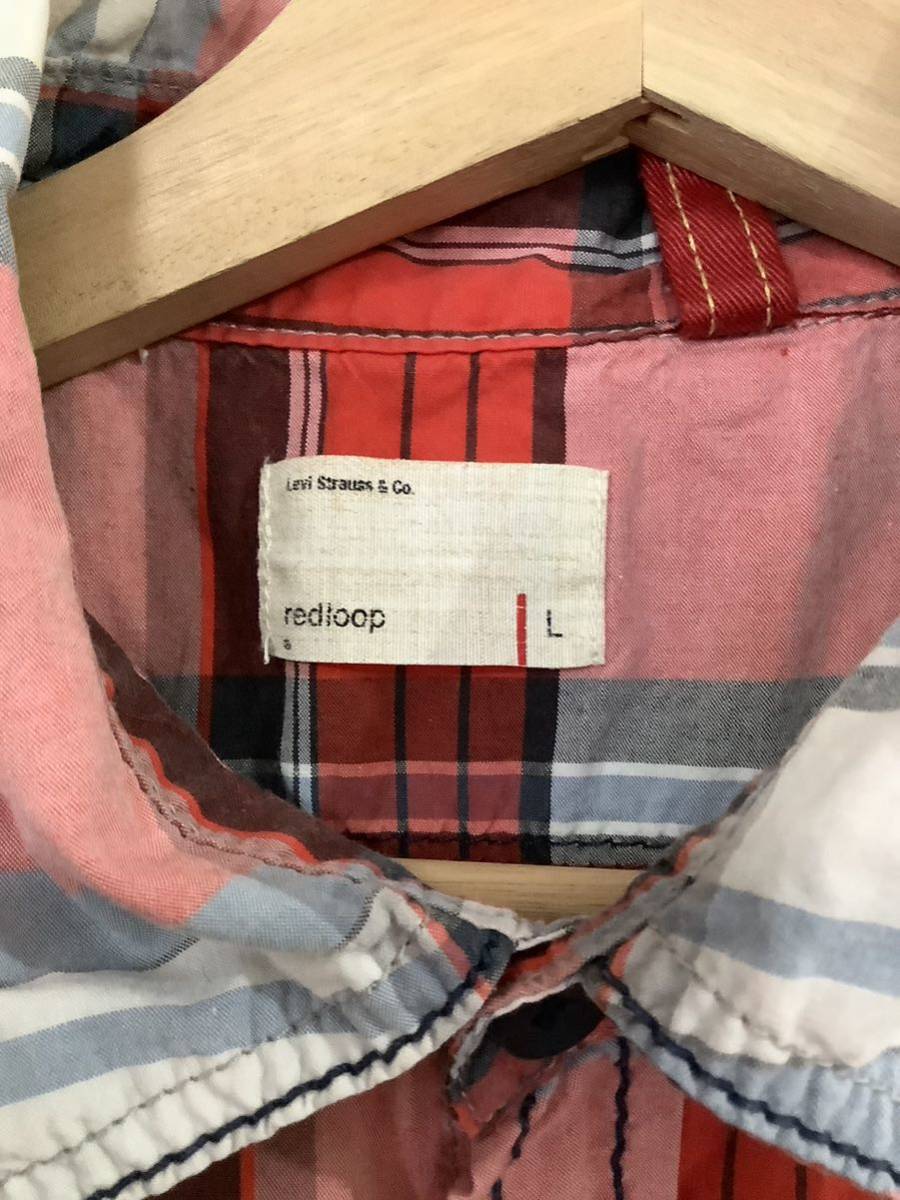 Levi Strauss & Co.
redloop
L